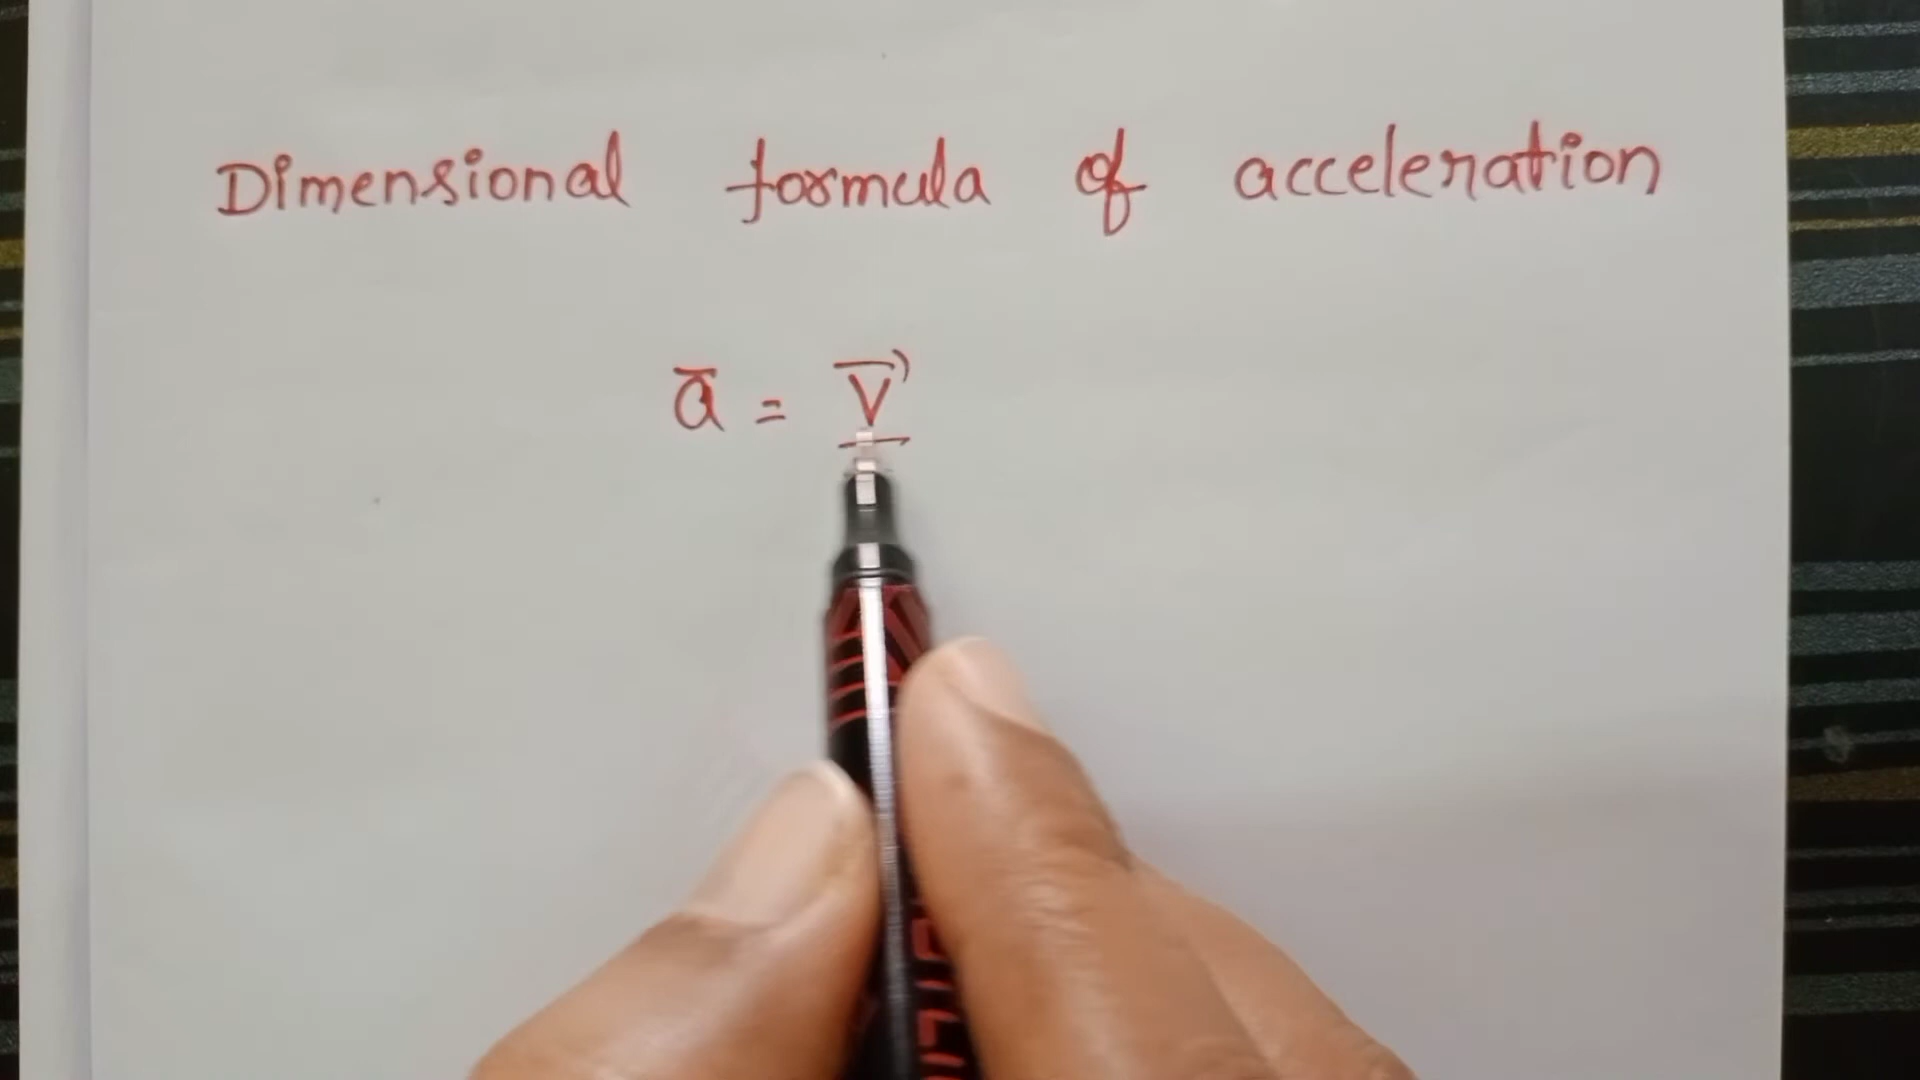 Dimensional formula of acceleration
a̅ = v⃗